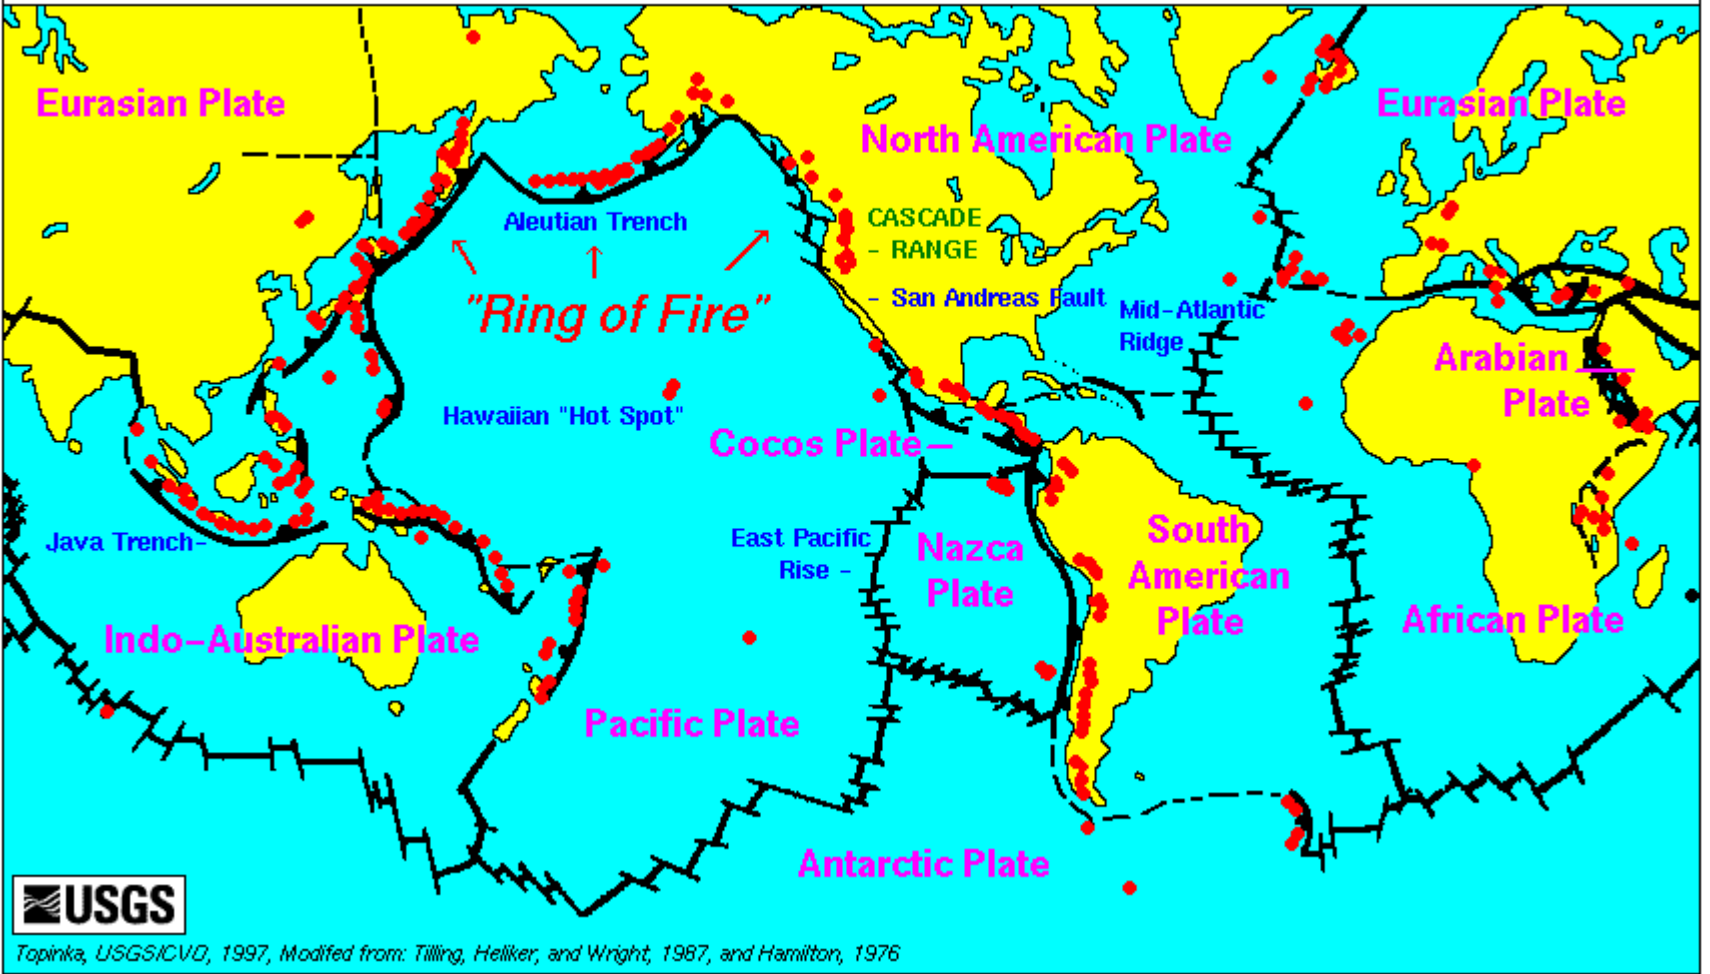 Eurasian Plate
Eurasian Plate
North American Plate
Aleutian Trench
CASCADE
- RANGE
"Ring of Fire"
- San Andreas Fault
Mid-Atlantic
Ridge
Arabian
Plate
Hawaiian "Hot Spot"
Cocos Plate
Java Trench-
East Pacific
Rise -
Nazca
Plate
South
American
Plate
African Plate
Indo-Australian Plate
Pacific Plate
Antarctic Plate
USGS
Topinka, USGS/CVO, 1997, Modifed from: Tilling, Heliker, and Wright, 1987, and Hamilton, 1976